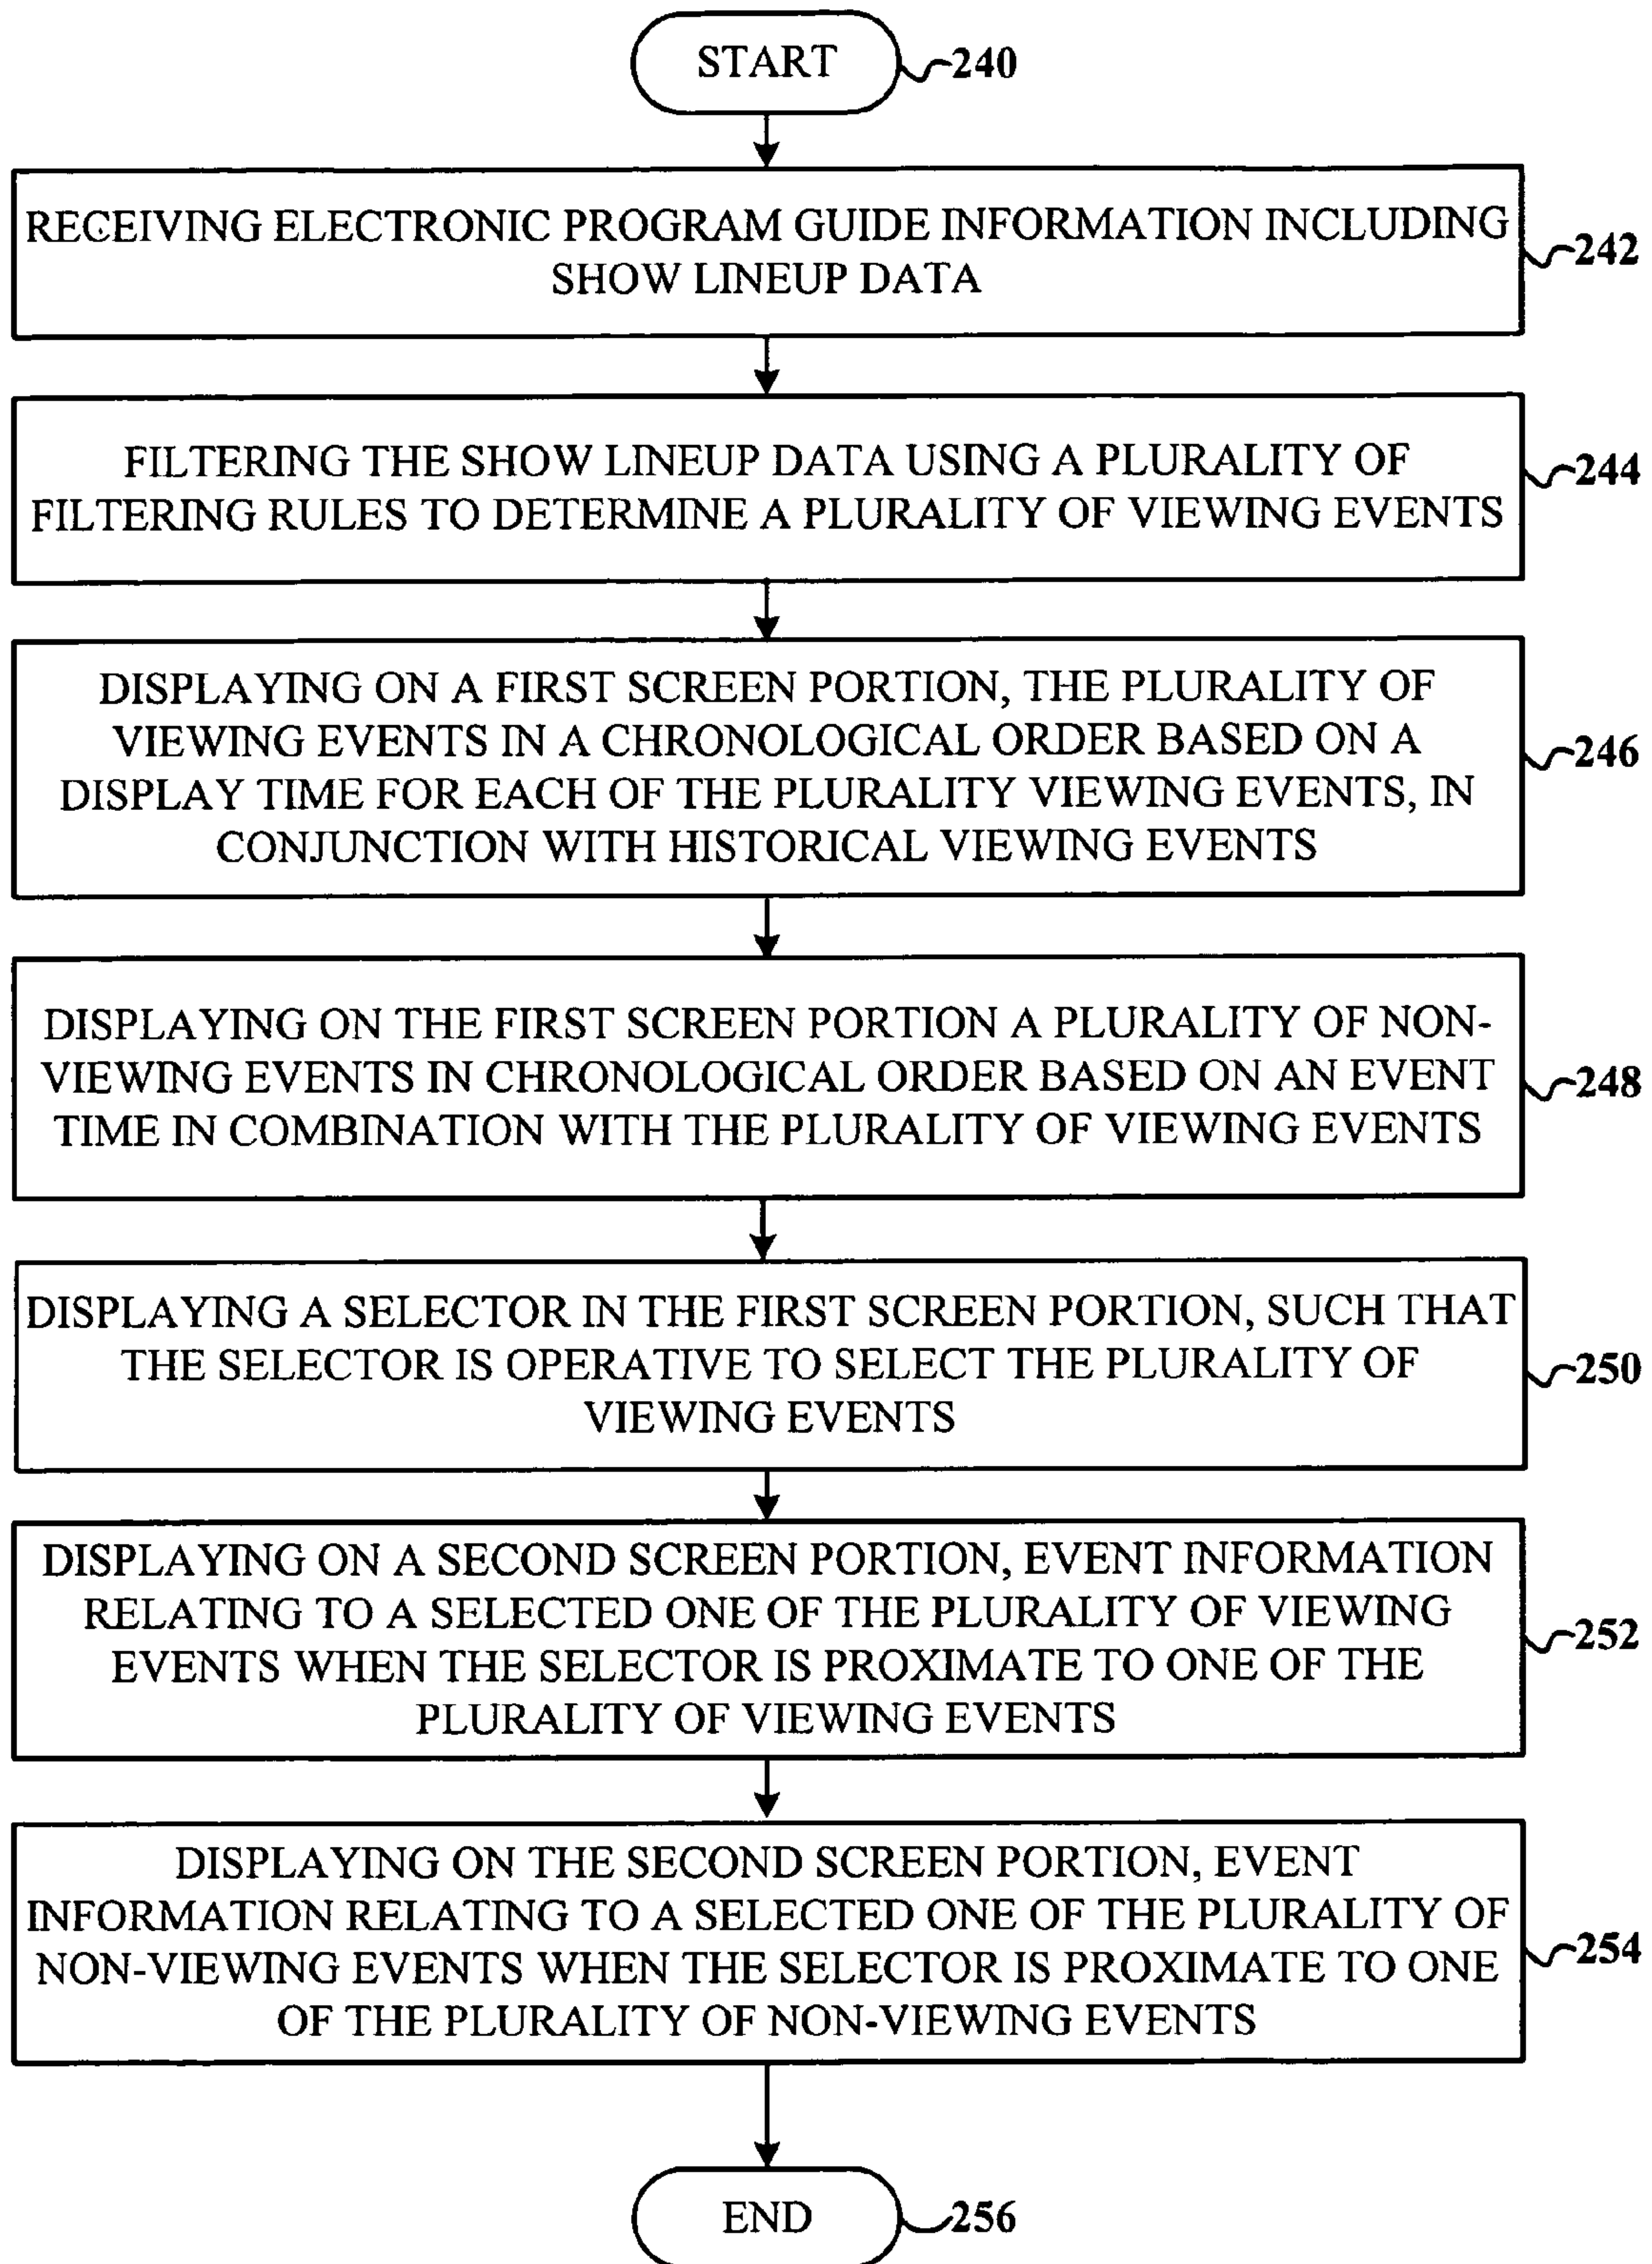 START
240
RECEIVING ELECTRONIC PROGRAM GUIDE INFORMATION INCLUDING
SHOW LINEUP DATA
242
FILTERING THE SHOW LINEUP DATA USING A PLURALITY OF
FILTERING RULES TO DETERMINE A PLURALITY OF VIEWING EVENTS
244
DISPLAYING ON A FIRST SCREEN PORTION, THE PLURALITY OF
VIEWING EVENTS IN A CHRONOLOGICAL ORDER BASED ON A
DISPLAY TIME FOR EACH OF THE PLURALITY VIEWING EVENTS, IN
CONJUNCTION WITH HISTORICAL VIEWING EVENTS
246
DISPLAYING ON THE FIRST SCREEN PORTION A PLURALITY OF NON-
VIEWING EVENTS IN CHRONOLOGICAL ORDER BASED ON AN EVENT
TIME IN COMBINATION WITH THE PLURALITY OF VIEWING EVENTS
248
DISPLAYING A SELECTOR IN THE FIRST SCREEN PORTION, SUCH THAT
THE SELECTOR IS OPERATIVE TO SELECT THE PLURALITY OF
VIEWING EVENTS
250
DISPLAYING ON A SECOND SCREEN PORTION, EVENT INFORMATION
RELATING TO A SELECTED ONE OF THE PLURALITY OF VIEWING
EVENTS WHEN THE SELECTOR IS PROXIMATE TO ONE OF THE
PLURALITY OF VIEWING EVENTS
252
DISPLAYING ON THE SECOND SCREEN PORTION, EVENT
INFORMATION RELATING TO A SELECTED ONE OF THE PLURALITY OF
NON-VIEWING EVENTS WHEN THE SELECTOR IS PROXIMATE TO ONE
OF THE PLURALITY OF NON-VIEWING EVENTS
254
END
256